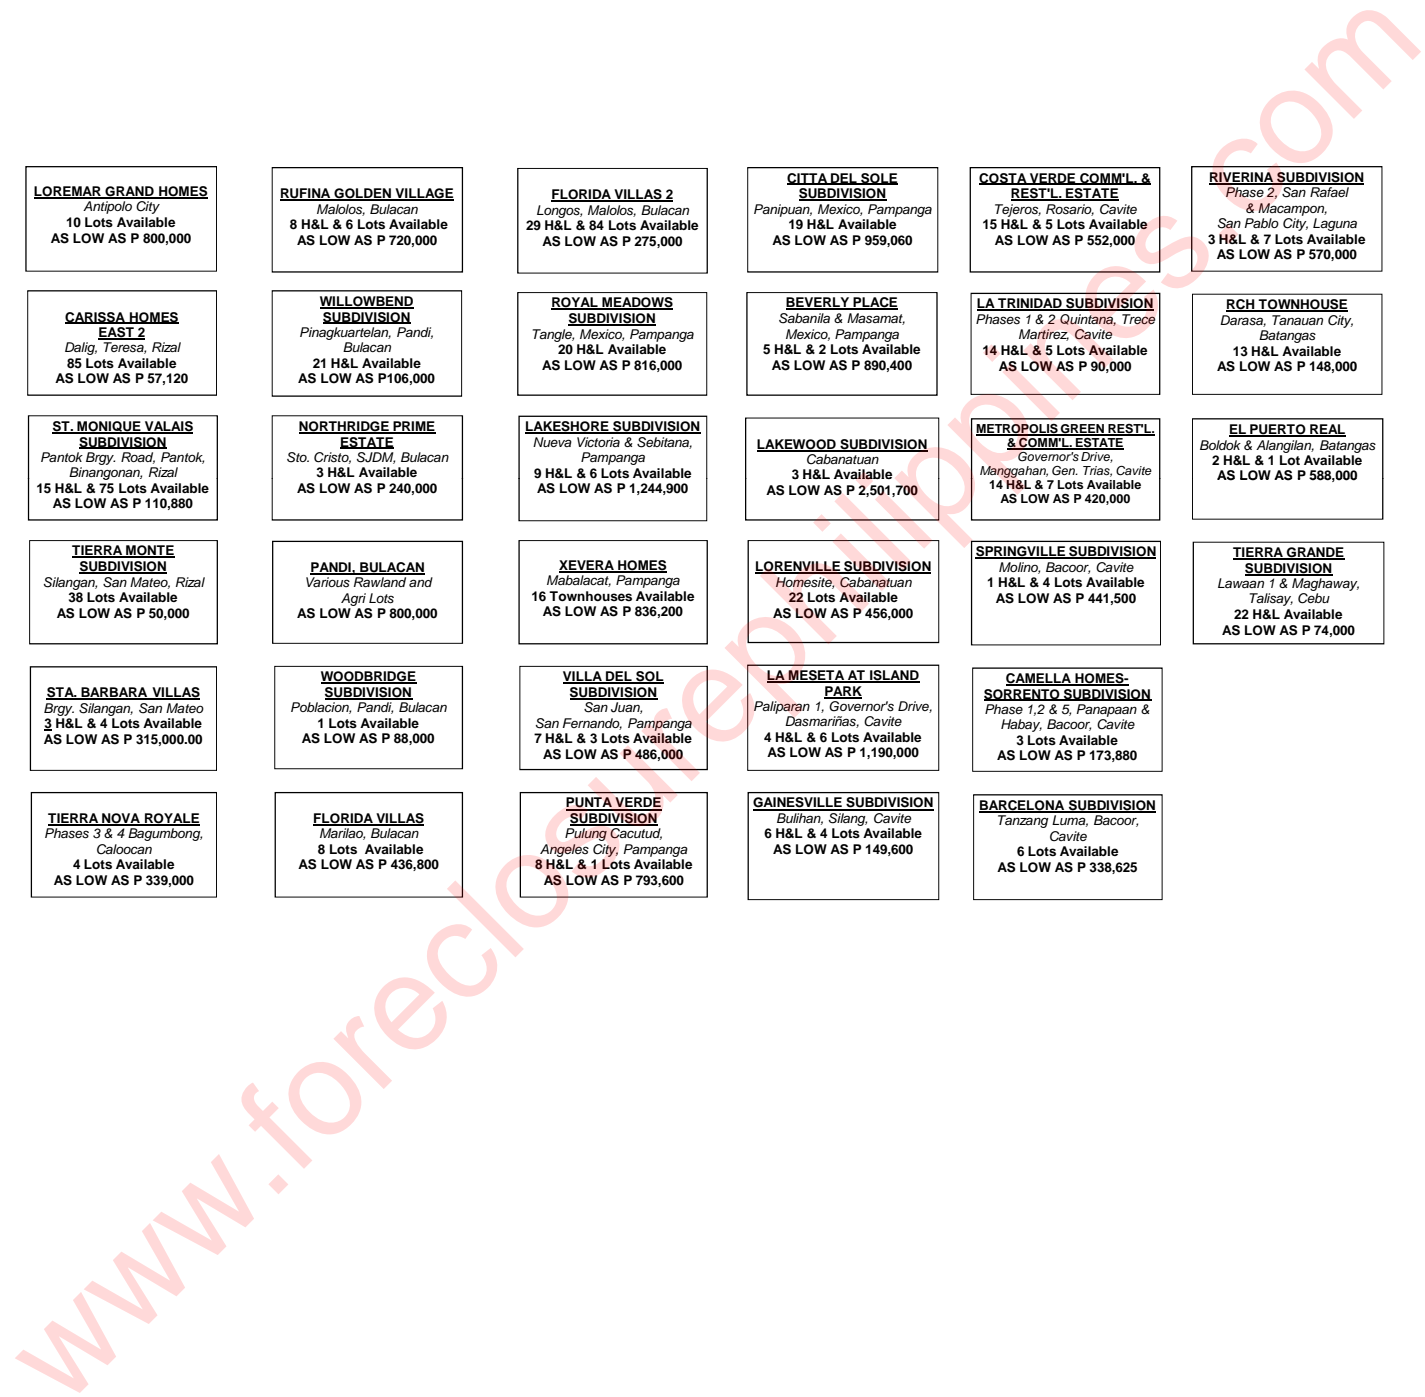 LOREMAR GRAND HOMES
Antipolo City
10 Lots Available
AS LOW AS P 800,000
RUFINA GOLDEN VILLAGE
Malolos, Bulacan
8 H&L & 6 Lots Available
AS LOW AS P 720,000
FLORIDA VILLAS 2
Longos, Malolos, Bulacan
29 H&L & 84 Lots Available
AS LOW AS P 275,000
CITTA DEL SOLE
SUBDIVISION
Panipuan, Mexico, Pampanga
19 H&L Available
AS LOW AS P 959,060
COSTA VERDE COMM'L. &
REST'L. ESTATE
Tejeros, Rosario, Cavite
15 H&L & 5 Lots Available
AS LOW AS P 552,000
RIVERINA SUBDIVISION
Phase 2, San Rafael
& Macampon,
San Pablo City, Laguna
3 H&L & 7 Lots Available
AS LOW AS P 570,000
CARISSA HOMES
EAST 2
Dalig, Teresa, Rizal
85 Lots Available
AS LOW AS P 57,120
WILLOWBEND
SUBDIVISION
Pinagkuartelan, Pandi,
Bulacan
21 H&L Available
AS LOW AS P106,000
ROYAL MEADOWS
SUBDIVISION
Tangle, Mexico, Pampanga
20 H&L Available
AS LOW AS P 816,000
BEVERLY PLACE
Sabanila & Masamat,
Mexico, Pampanga
5 H&L & 2 Lots Available
AS LOW AS P 890,400
LA TRINIDAD SUBDIVISION
Phases 1 & 2 Quintana, Trece
Martirez, Cavite
14 H&L & 5 Lots Available
AS LOW AS P 90,000
RCH TOWNHOUSE
Darasa, Tanauan City,
Batangas
13 H&L Available
AS LOW AS P 148,000
ST. MONIQUE VALAIS
SUBDIVISION
Pantok Brgy. Road, Pantok,
Binangonan, Rizal
15 H&L & 75 Lots Available
AS LOW AS P 110,880
NORTHRIDGE PRIME
ESTATE
Sto. Cristo, SJDM, Bulacan
3 H&L Available
AS LOW AS P 240,000
LAKESHORE SUBDIVISION
Nueva Victoria & Sebitana,
Pampanga
9 H&L & 6 Lots Available
AS LOW AS P 1,244,900
LAKEWOOD SUBDIVISION
Cabanatuan
3 H&L Available
AS LOW AS P 2,501,700
METROPOLIS GREEN REST'L.
& COMM'L. ESTATE
Governor's Drive,
Manggahan, Gen. Trias, Cavite
14 H&L & 7 Lots Available
AS LOW AS P 420,000
EL PUERTO REAL
Boldok & Alangilan, Batangas
2 H&L & 1 Lot Available
AS LOW AS P 588,000
TIERRA MONTE
SUBDIVISION
Silangan, San Mateo, Rizal
38 Lots Available
AS LOW AS P 50,000
PANDI, BULACAN
Various Rawland and
Agri Lots
AS LOW AS P 800,000
XEVERA HOMES
Mabalacat, Pampanga
16 Townhouses Available
AS LOW AS P 836,200
LORENVILLE SUBDIVISION
Homesite, Cabanatuan
22 Lots Available
AS LOW AS P 456,000
SPRINGVILLE SUBDIVISION
Molino, Bacoor, Cavite
1 H&L & 4 Lots Available
AS LOW AS P 441,500
TIERRA GRANDE
SUBDIVISION
Lawaan 1 & Maghaway,
Talisay, Cebu
22 H&L Available
AS LOW AS P 74,000
STA. BARBARA VILLAS
Brgy. Silangan, San Mateo
3 H&L & 4 Lots Available
AS LOW AS P 315,000.00
WOODBRIDGE
SUBDIVISION
Poblacion, Pandi, Bulacan
1 Lots Available
AS LOW AS P 88,000
VILLA DEL SOL
SUBDIVISION
San Juan,
San Fernando, Pampanga
7 H&L & 3 Lots Available
AS LOW AS P 486,000
LA MESETA AT ISLAND
PARK
Paliparan 1, Governor's Drive,
Dasmariñas, Cavite
4 H&L & 6 Lots Available
AS LOW AS P 1,190,000
CAMELLA HOMES-
SORRENTO SUBDIVISION
Phase 1,2 & 5, Panapaan &
Habay, Bacoor, Cavite
3 Lots Available
AS LOW AS P 173,880
TIERRA NOVA ROYALE
Phases 3 & 4 Bagumbong,
Caloocan
4 Lots Available
AS LOW AS P 339,000
FLORIDA VILLAS
Marilao, Bulacan
8 Lots Available
AS LOW AS P 436,800
PUNTA VERDE
SUBDIVISION
Pulung Cacutud,
Angeles City, Pampanga
8 H&L & 1 Lots Available
AS LOW AS P 793,600
GAINESVILLE SUBDIVISION
Bulihan, Silang, Cavite
6 H&L & 4 Lots Available
AS LOW AS P 149,600
BARCELONA SUBDIVISION
Tanzang Luma, Bacoor,
Cavite
6 Lots Available
AS LOW AS P 338,625
www.foreclosurephilippines.com